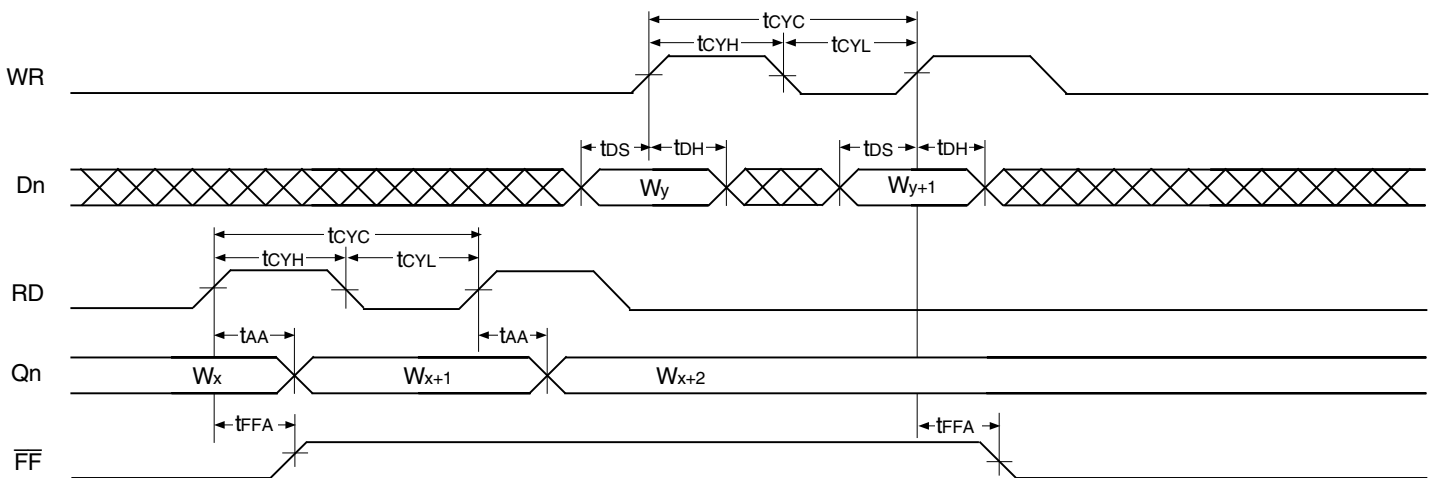 tCYC
tCYH tCYL
WR
tDS tDH tDS tDH
Dn Wy Wy+1
tCYC
tCYH tCYL
RD
tAA tAA
Qn Wx Wx+1 Wx+2
tFFA tFFA
F̅F̅